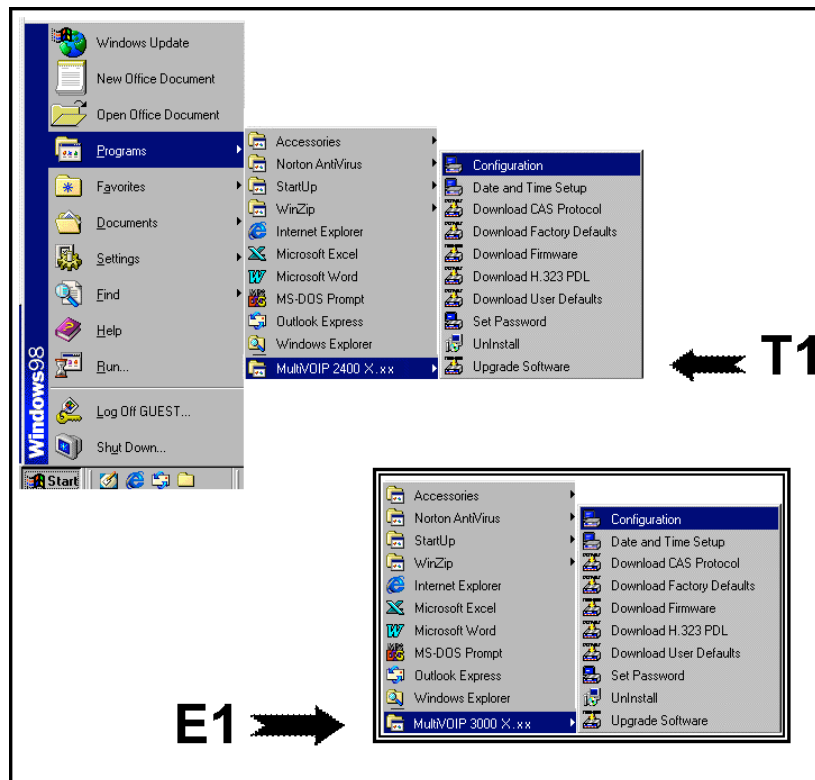 Windows Update
New Office Document
Open Office Document
Programs
Favorites
Documents
Settings
Find
Help
Run...
Log Off GUEST...
Shut Down...
Windows98
Start
Accessories
Norton AntiVirus
StartUp
WinZip
Internet Explorer
Microsoft Excel
Microsoft Word
MS-DOS Prompt
Outlook Express
Windows Explorer
MultiVOIP 2400 X.xx
Configuration
Date and Time Setup
Download CAS Protocol
Download Factory Defaults
Download Firmware
Download H.323 PDL
Download User Defaults
Set Password
UnInstall
Upgrade Software
T1
E1
Accessories
Norton AntiVirus
StartUp
WinZip
Internet Explorer
Microsoft Excel
Microsoft Word
MS-DOS Prompt
Outlook Express
Windows Explorer
MultiVOIP 3000 X.xx
Configuration
Date and Time Setup
Download CAS Protocol
Download Factory Defaults
Download Firmware
Download H.323 PDL
Download User Defaults
Set Password
UnInstall
Upgrade Software